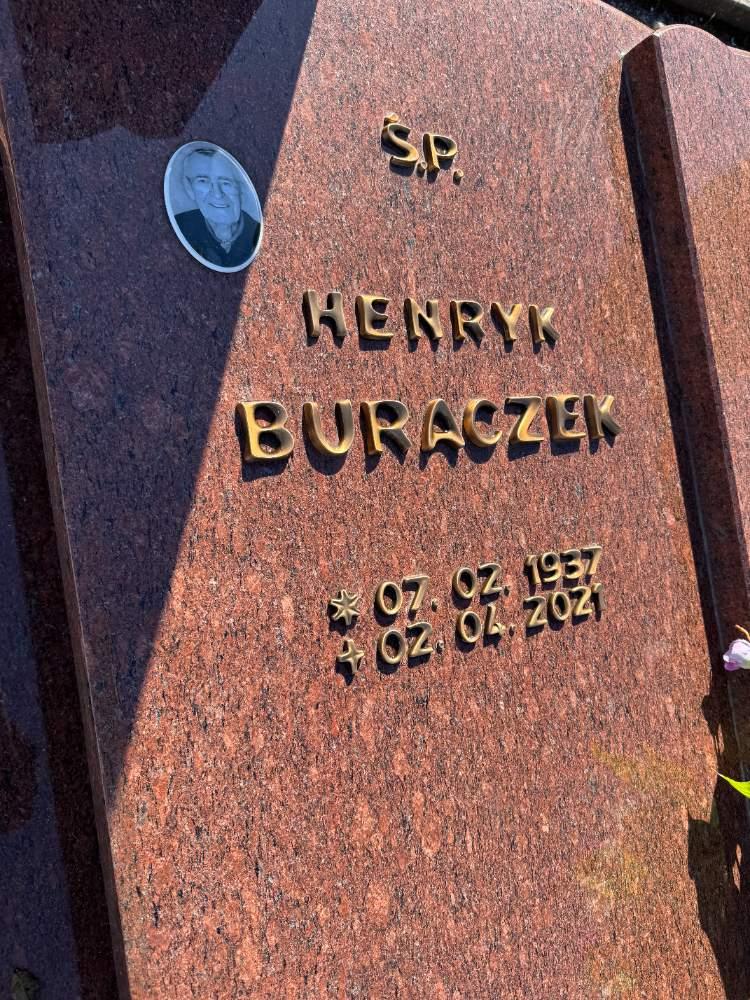 Ś.P.
HENRYK
BURACZEK
* 07. 02. 1937
+ 02. 04. 2021